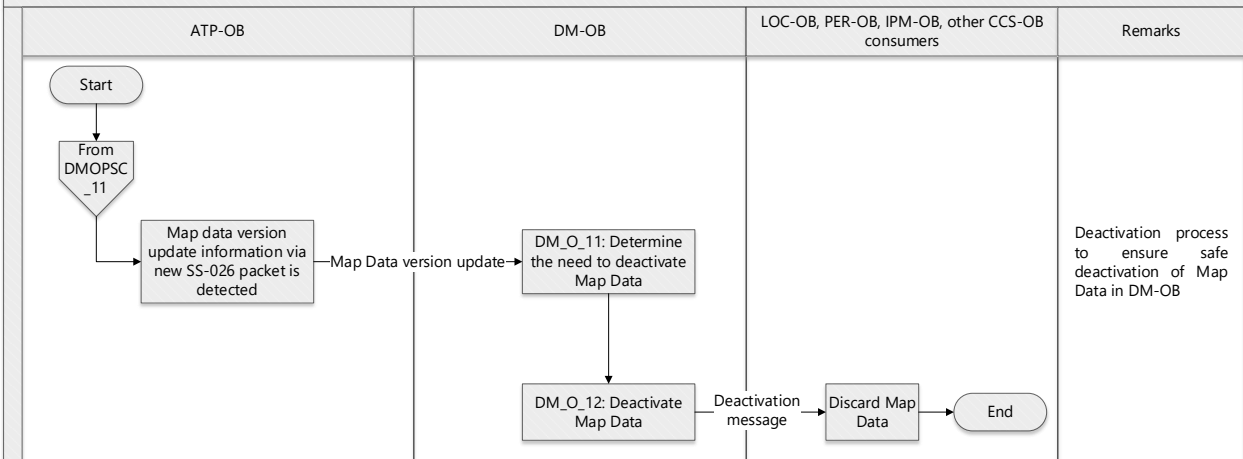 ATP-OB
DM-OB
LOC-OB, PER-OB, IPM-OB, other CCS-OB
consumers
Remarks
Start
From
DMOPSC
_11
Map data version
update information via
new SS-026 packet is
detected
Map Data version update
DM_O_11: Determine
the need to deactivate
Map Data
Deactivation process
to ensure safe
deactivation of Map
Data in DM-OB
DM_O_12: Deactivate
Map Data
Deactivation
message
Discard Map
Data
End